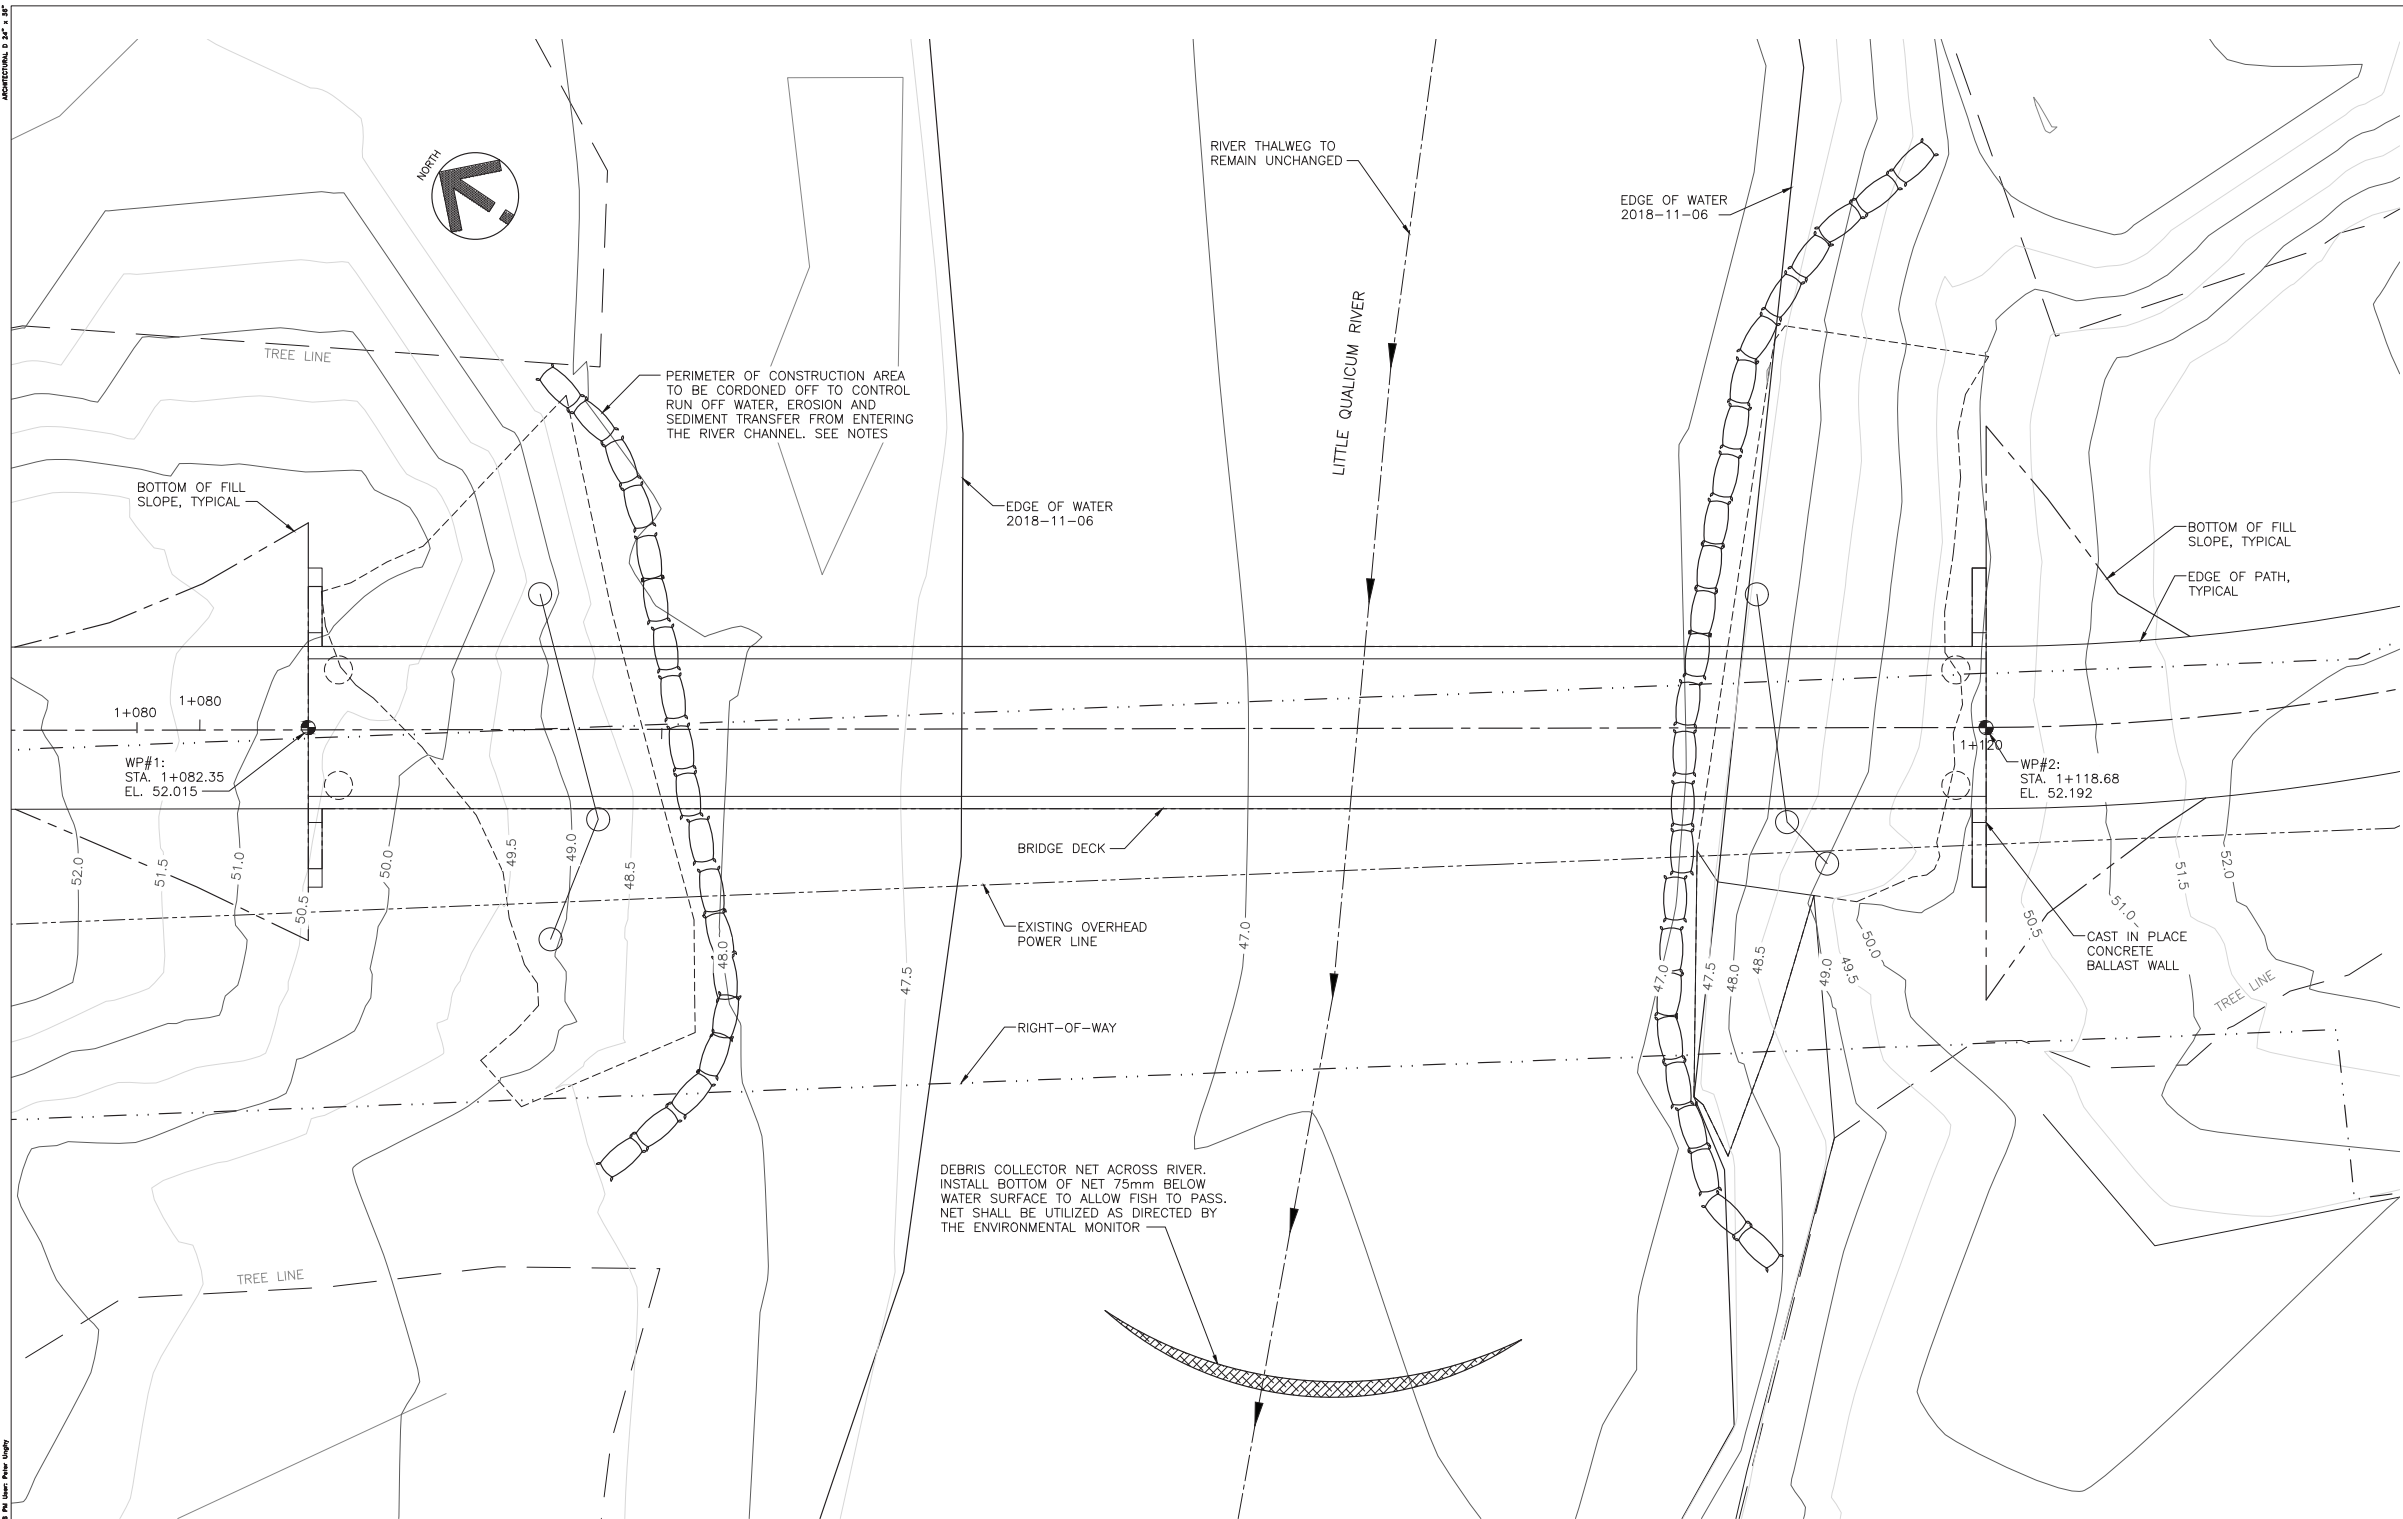 ARCHITECTURAL D 24" x 36"
NORTH
RIVER THALWEG TO
REMAIN UNCHANGED
EDGE OF WATER
2018-11-06
LITTLE QUALICUM RIVER
TREE LINE
PERIMETER OF CONSTRUCTION AREA
TO BE CORDONED OFF TO CONTROL
RUN OFF WATER, EROSION AND
SEDIMENT TRANSFER FROM ENTERING
THE RIVER CHANNEL. SEE NOTES
BOTTOM OF FILL
SLOPE, TYPICAL
EDGE OF WATER
2018-11-06
BOTTOM OF FILL
SLOPE, TYPICAL
EDGE OF PATH,
TYPICAL
1+080
1+080
WP#1:
STA. 1+082.35
EL. 52.015
1+120
WP#2:
STA. 1+118.68
EL. 52.192
BRIDGE DECK
52.0
51.5
51.0
50.5
50.0
49.5
49.0
48.5
48.0
47.5
47.0
47.0
47.5
48.0
48.5
49.0
49.5
50.0
50.5
51.0
51.5
52.0
EXISTING OVERHEAD
POWER LINE
CAST IN PLACE
CONCRETE
BALLAST WALL
TREE LINE
RIGHT-OF-WAY
DEBRIS COLLECTOR NET ACROSS RIVER.
INSTALL BOTTOM OF NET 75mm BELOW
WATER SURFACE TO ALLOW FISH TO PASS.
NET SHALL BE UTILIZED AS DIRECTED BY
THE ENVIRONMENTAL MONITOR
TREE LINE
PM User: Peter Unghy